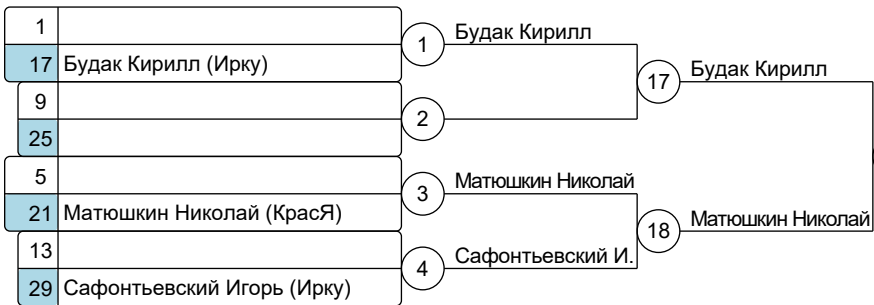 1
17 Будак Кирилл (Ирку)
1
Будак Кирилл
9
25
2
17
Будак Кирилл
5
21 Матюшкин Николай (КрасЯ)
3
Матюшкин Николай
13
29 Сафонтьевский Игорь (Ирку)
4
Сафонтьевский И.
18
Матюшкин Николай